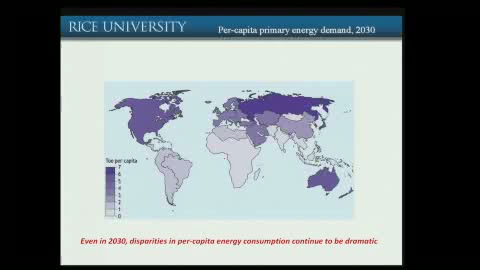 RICE UNIVERSITY
Per-capita primary energy demand, 2030
Toe per capita
7
6
5
4
3
2
1
0
Even in 2030, disparities in per-capita energy consumption continue to be dramatic